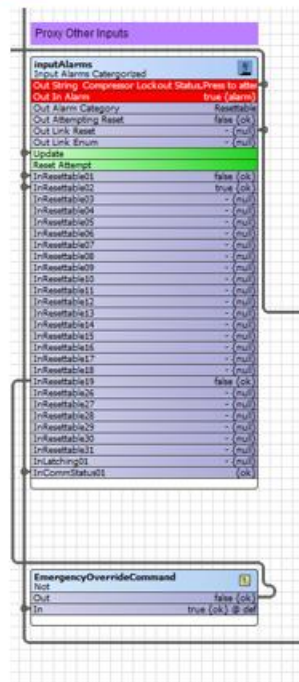 Proxy Other Inputs
inputAlarms
Input Alarms Catergorized
Out String Compressor Lockout Status,Press to atte
Out In Alarm true {alarm}
Out Alarm Category Resettable
Out Attempting Reset false {ok}
Out Link Reset - {null}
Out Link Enum - {null}
Update
Reset Attempt
InResettable01 false {ok}
InResettable02 true {ok}
InResettable03 - {null}
InResettable04 - {null}
InResettable05 - {null}
InResettable06 - {null}
InResettable07 - {null}
InResettable08 - {null}
InResettable09 - {null}
InResettable10 - {null}
InResettable11 - {null}
InResettable12 - {null}
InResettable13 - {null}
InResettable14 - {null}
InResettable15 - {null}
InResettable16 - {null}
InResettable17 - {null}
InResettable18 - {null}
InResettable19 false {ok}
InResettable26 - {null}
InResettable27 - {null}
InResettable28 - {null}
InResettable29 - {null}
InResettable30 - {null}
InResettable31 - {null}
InLatching01 - {null}
InCommStatus01 {ok}
EmergencyOverrideCommand
Not
Out false {ok}
In true {ok} @ def